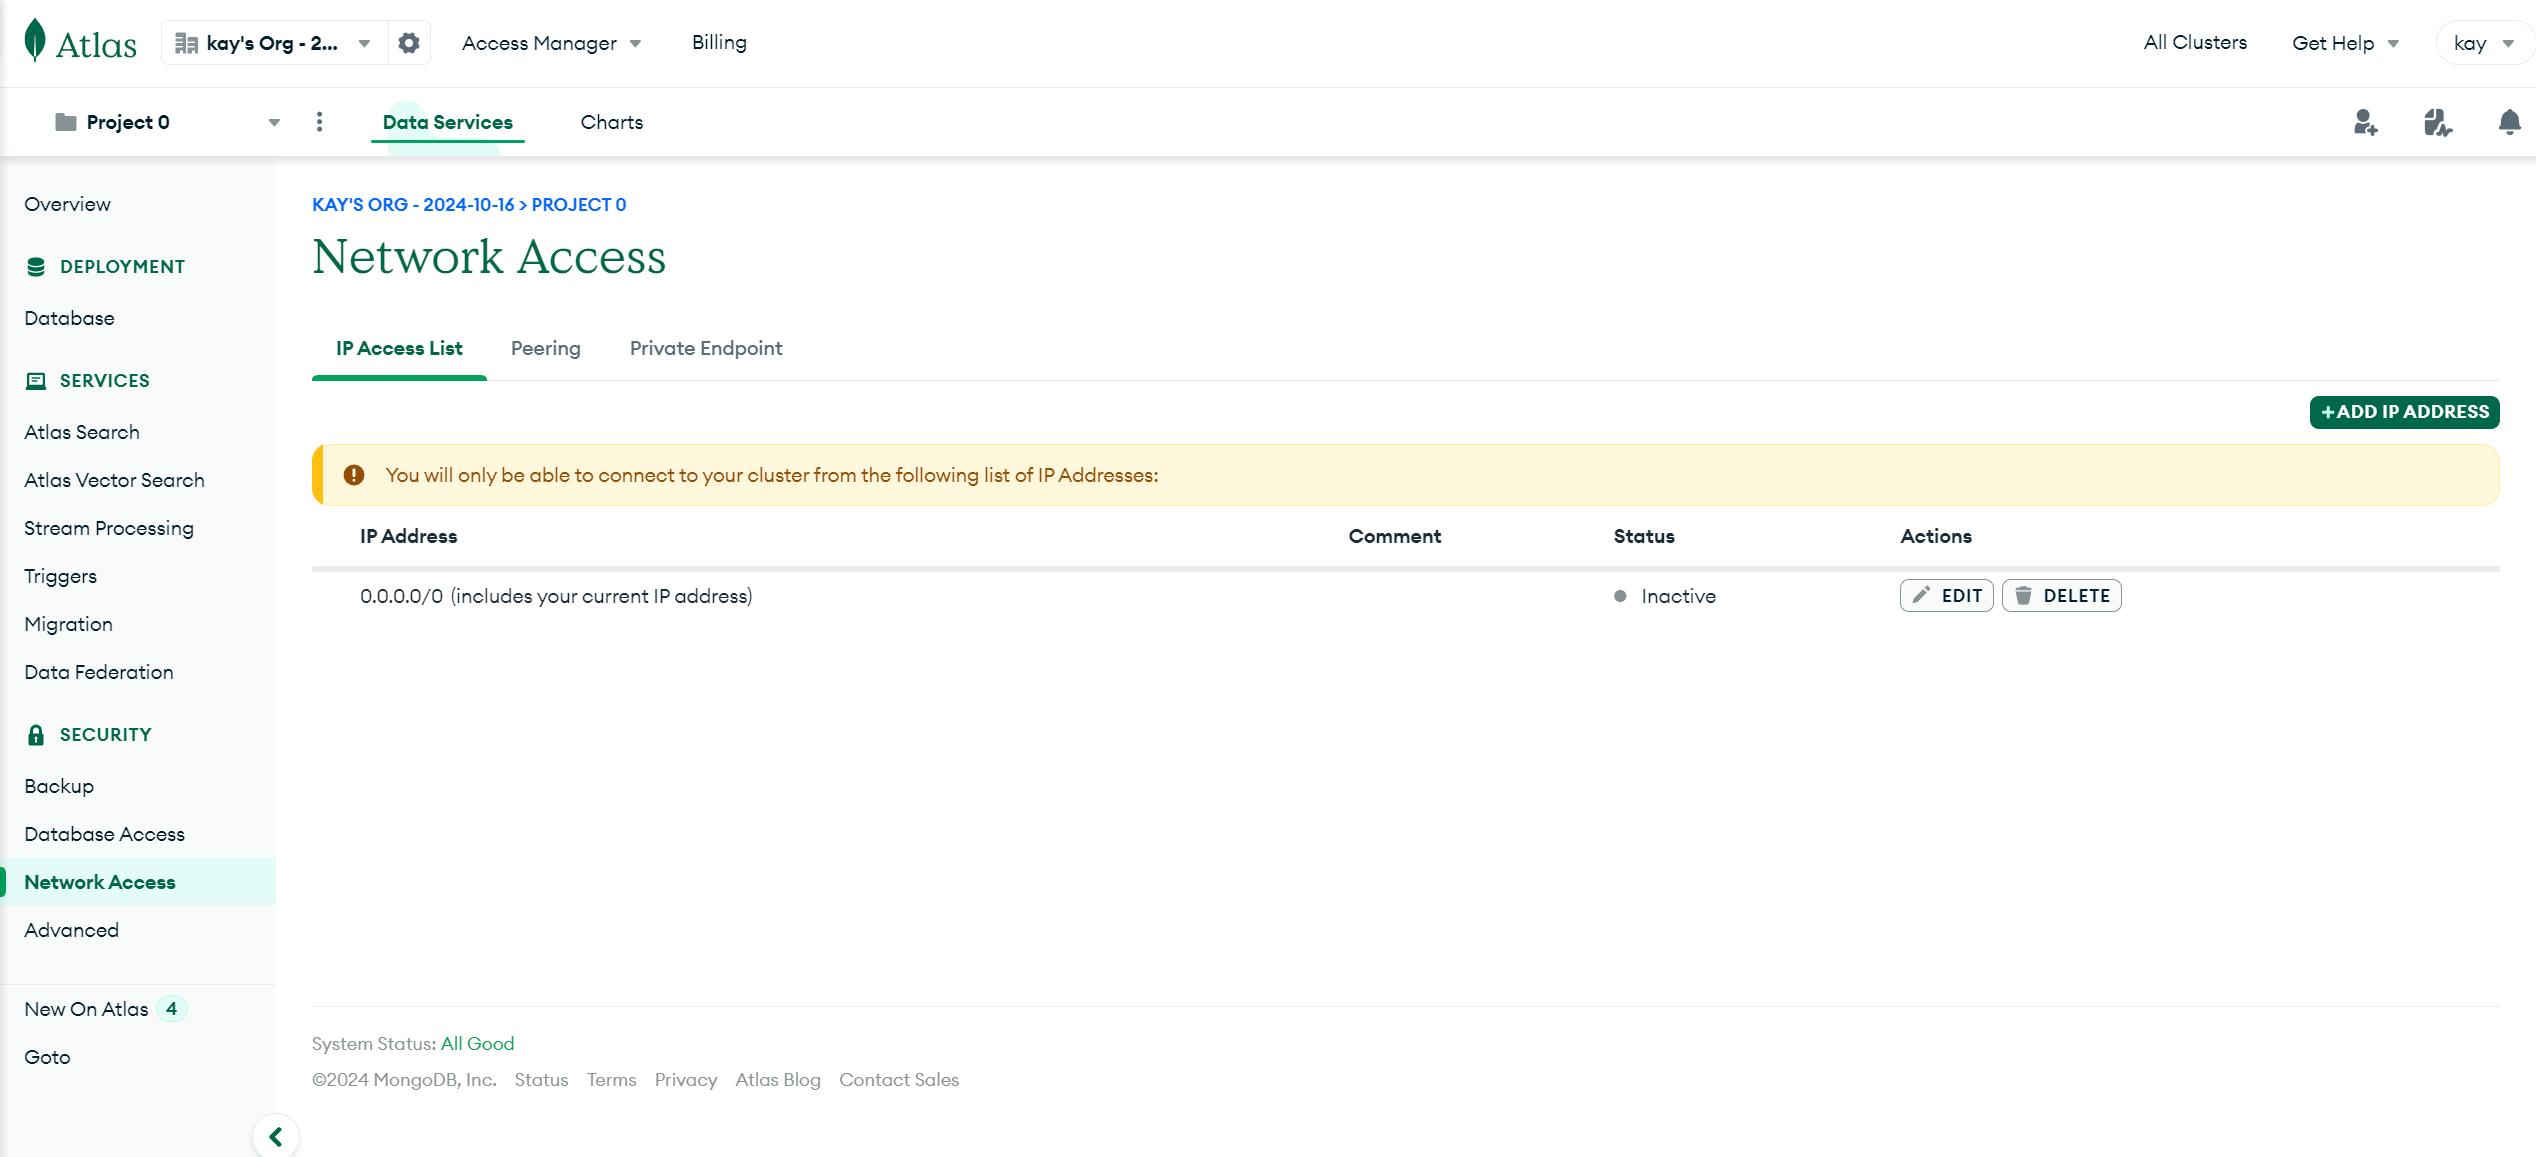 Atlas
kay's Org - 2...
Access Manager
Billing
All Clusters
Get Help
kay
Project 0
Data Services
Charts
Overview
DEPLOYMENT
Database
SERVICES
Atlas Search
Atlas Vector Search
Stream Processing
Triggers
Migration
Data Federation
SECURITY
Backup
Database Access
Network Access
Advanced
New On Atlas 4
Goto
KAY'S ORG - 2024-10-16 > PROJECT 0
Network Access
IP Access List
Peering
Private Endpoint
+ADD IP ADDRESS
You will only be able to connect to your cluster from the following list of IP Addresses:
IP Address Comment Status Actions
0.0.0.0/0 (includes your current IP address) Inactive EDIT DELETE
System Status: All Good
©2024 MongoDB, Inc. Status Terms Privacy Atlas Blog Contact Sales